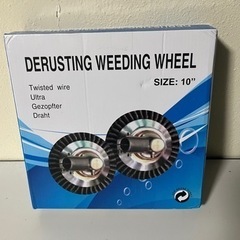 DERUSTING WEEDING WHEEL
SIZE: 10"
Twisted wire
Ultra
Gezopfter
Draht